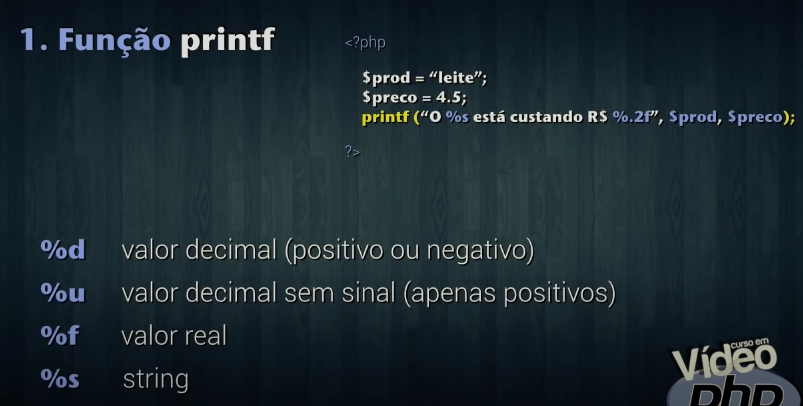 1. Função printf
<?php
$prod = “leite”;
$preco = 4.5;
printf (“O %s está custando R$ %.2f”, $prod, $preco);
?>
%d valor decimal (positivo ou negativo)
%u valor decimal sem sinal (apenas positivos)
%f valor real
%s string
curso em
Vídeo
php